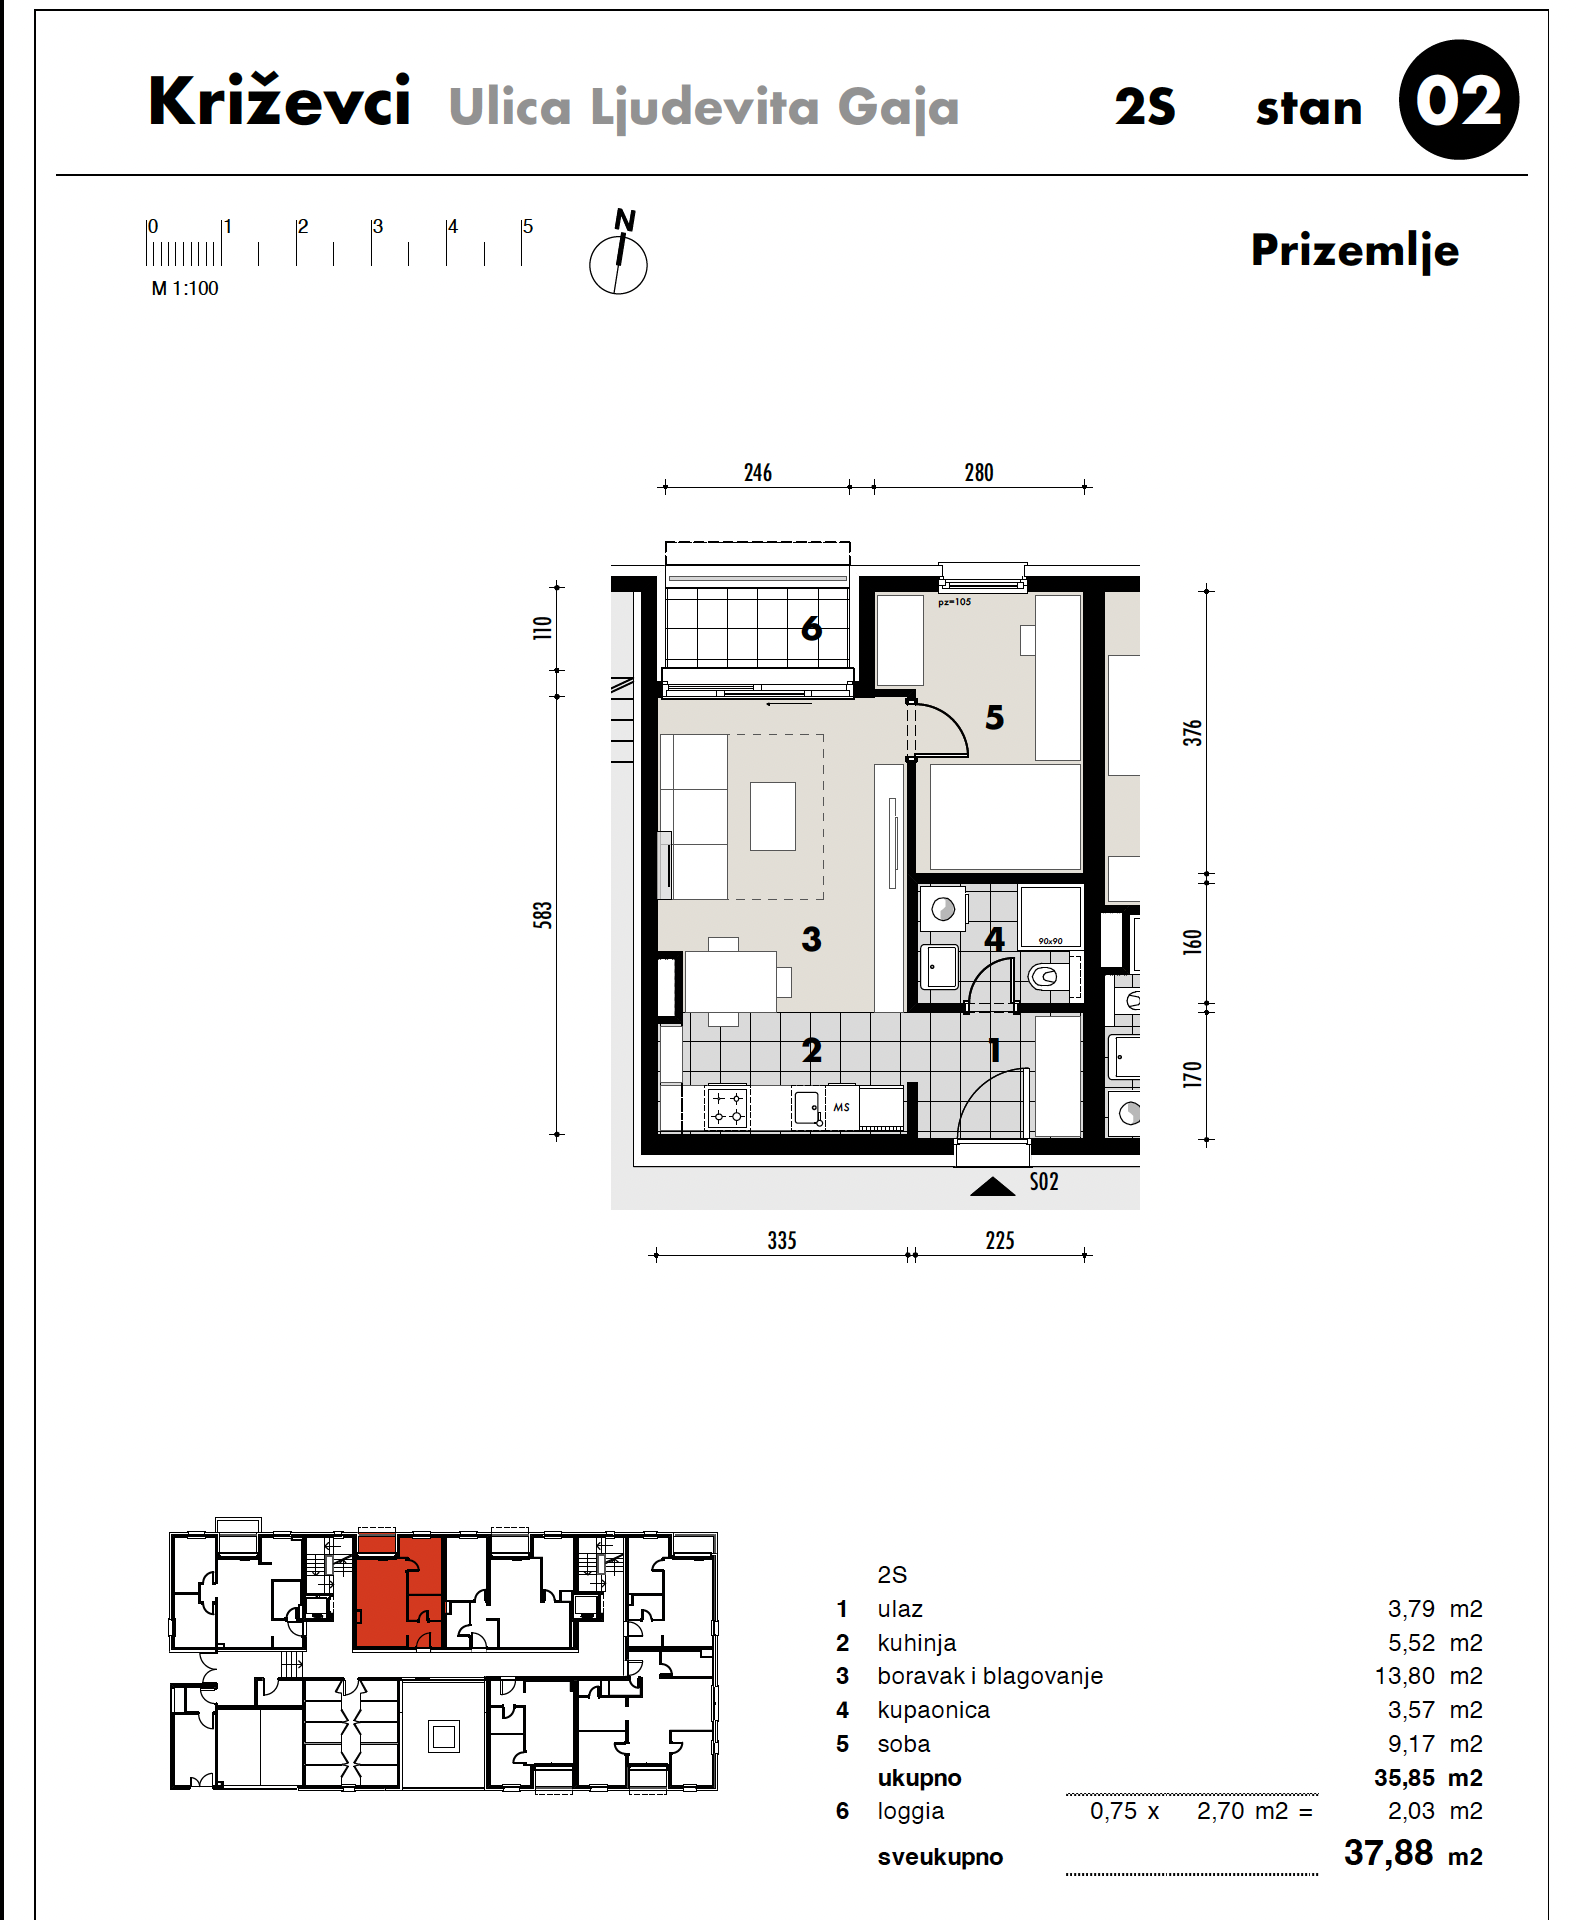 Križevci Ulica Ljudevita Gaja 2S stan 02
0 1 2 3 4 5
M 1:100
N
Prizemlje
246 280
110
583
376
160
170
pz=105
6
5
3
4
90x90
2
1
MS
S02
335 225
2S
1 ulaz 3,79 m2
2 kuhinja 5,52 m2
3 boravak i blagovanje 13,80 m2
4 kupaonica 3,57 m2
5 soba 9,17 m2
ukupno 35,85 m2
6 loggia 0,75 x 2,70 m2 = 2,03 m2
sveukupno 37,88 m2